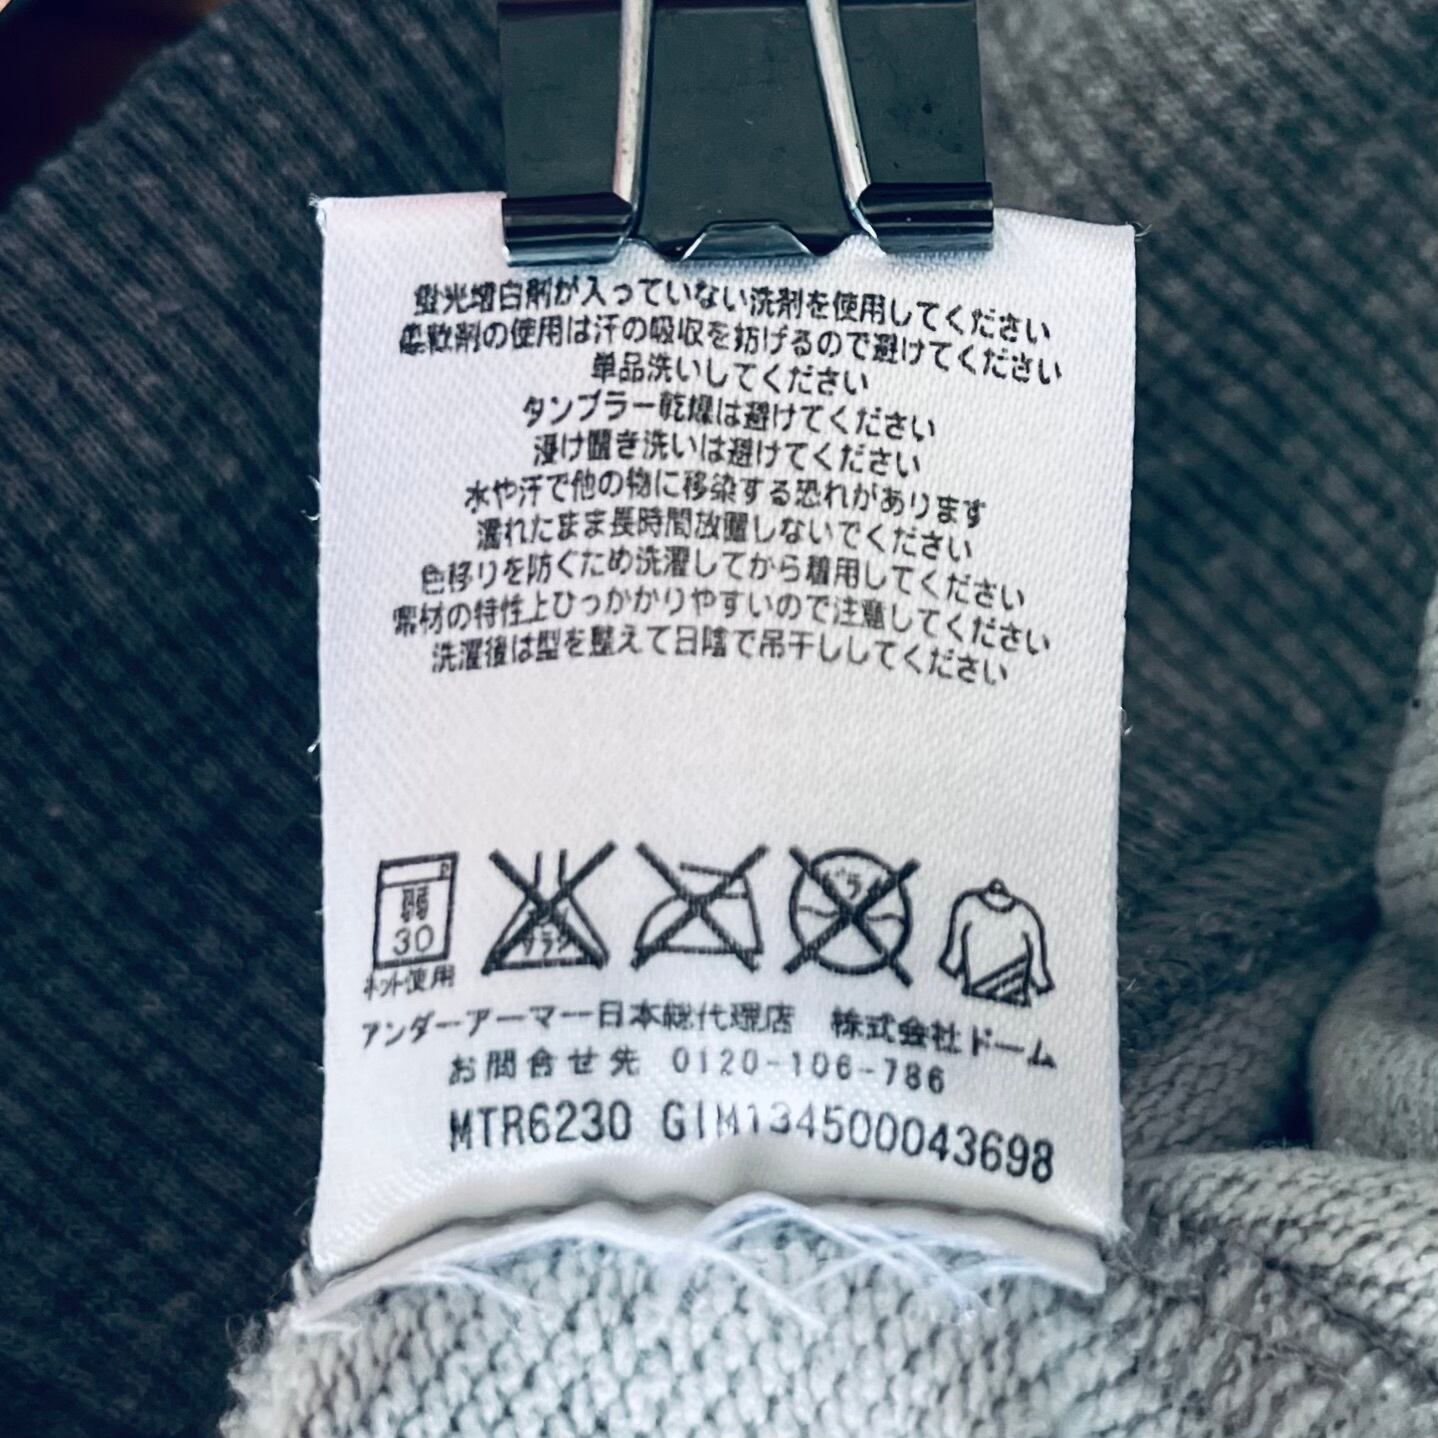 蛍光増白剤が入っていない洗剤を使用してください
柔軟剤の使用は汗の吸収を妨げるので避けてください
単品洗いしてください
タンブラー乾燥は避けてください
浸け置き洗いは避けてください
水や汗で他の物に移染する恐れがあります
濡れたまま長時間放置しないでください
色移りを防ぐため洗濯してから着用してください
素材の特性上ひっかかりやすいので注意してください
洗濯後は型を整えて日陰で吊干ししてください
弱
30
エンソ
サラシ
ドライ
ネット使用
アンダーアーマー日本総代理店 株式会社ドーム
お問合せ先 0120-106-786
MTR6230 GIM134500043698